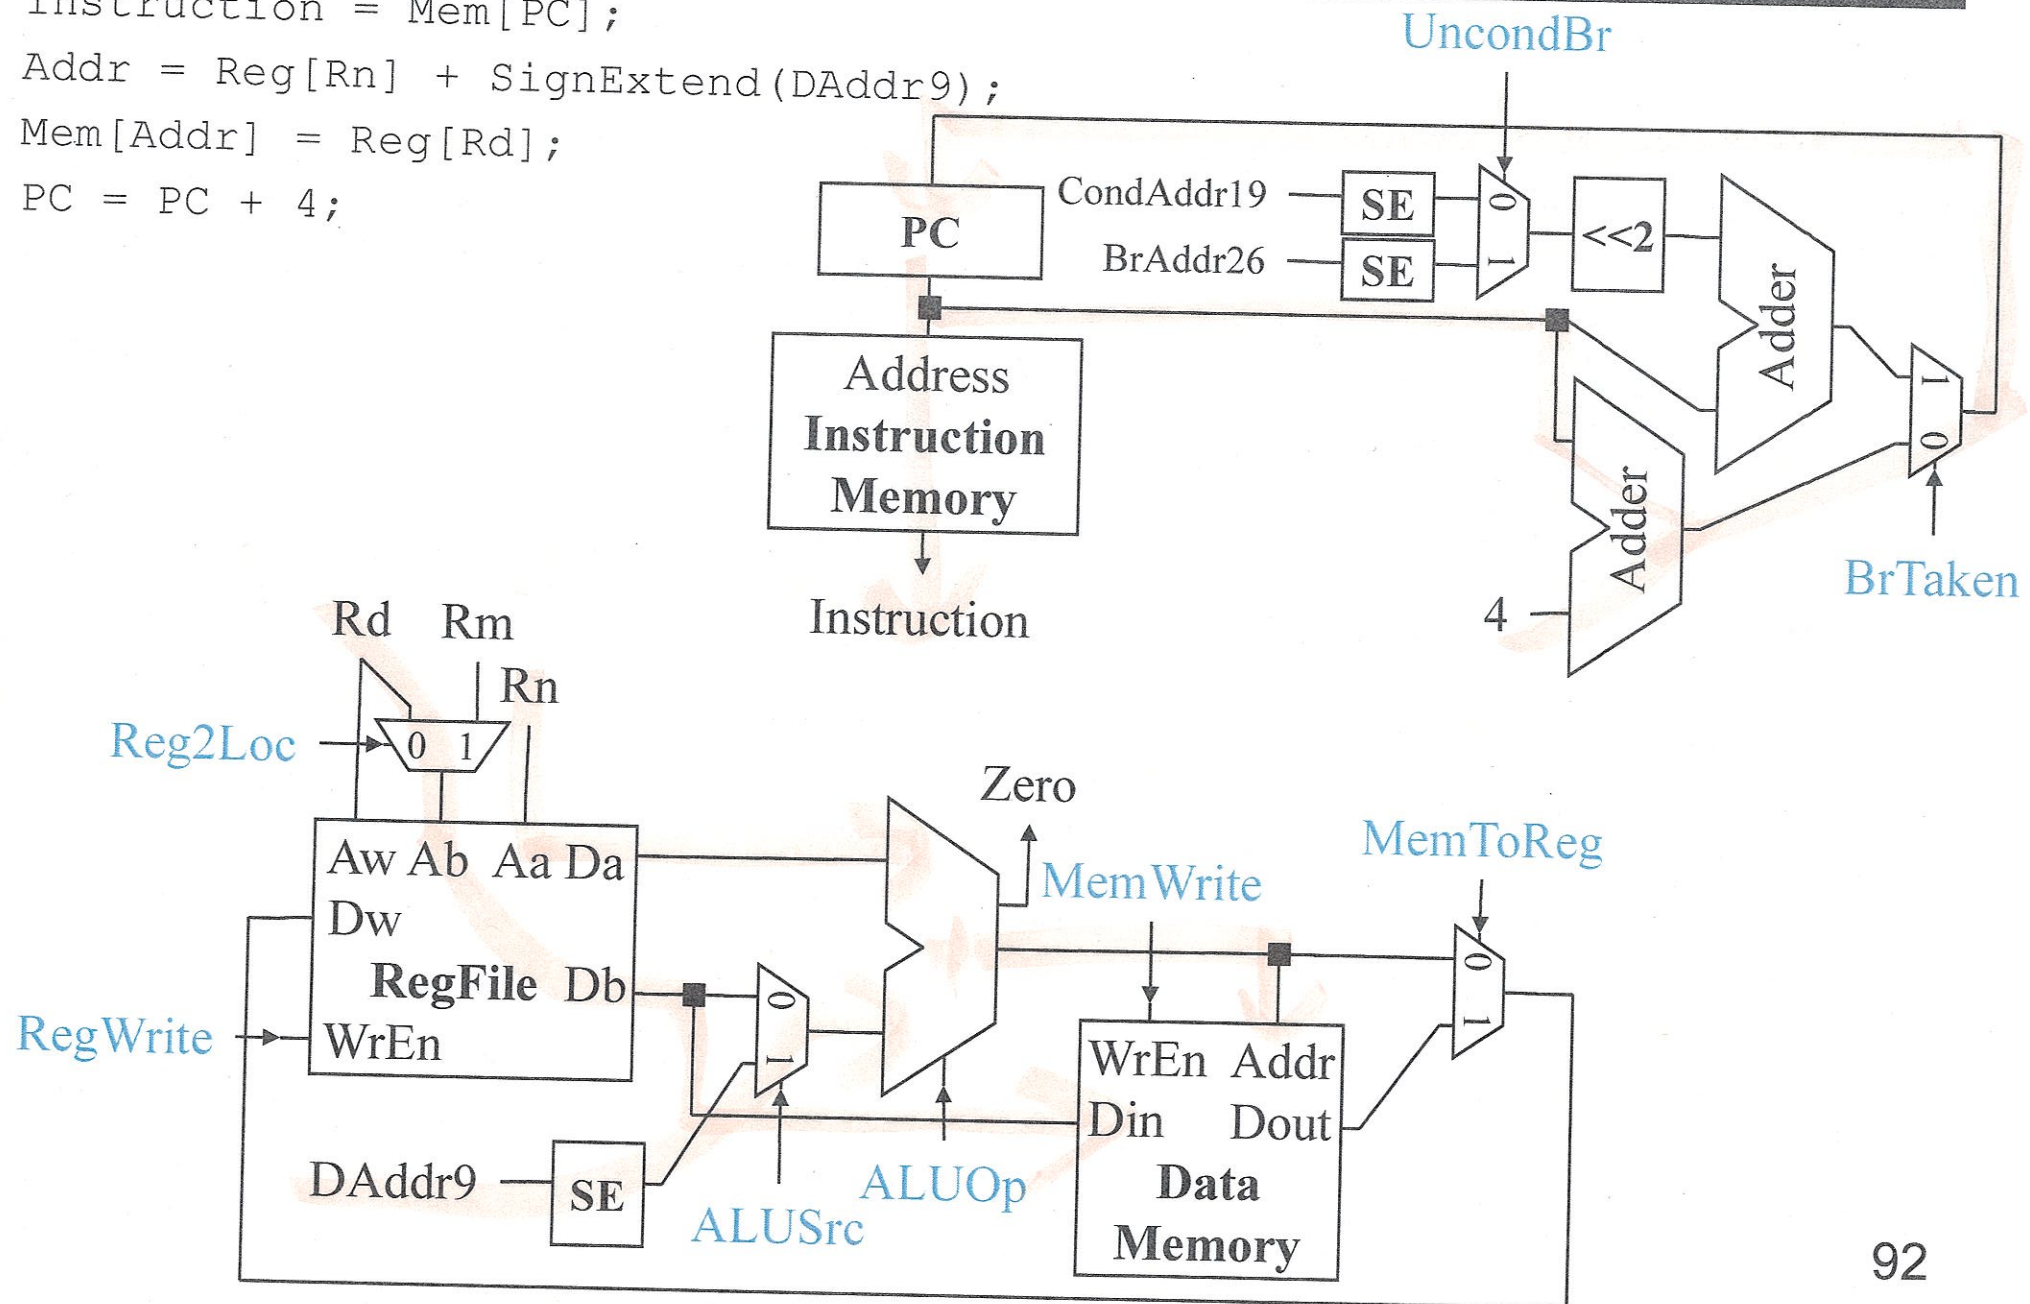 Instruction = Mem[PC];
Addr = Reg[Rn] + SignExtend(DAddr9);
Mem[Addr] = Reg[Rd];
PC = PC + 4;
UncondBr
CondAddr19
SE
0
BrAddr26
SE
1
<<2
PC
Adder
Address
Instruction
Memory
1
0
Adder
4
BrTaken
Instruction
Rd
Rm
Rn
Reg2Loc
0 1
Zero
MemToReg
MemWrite
Aw Ab Aa Da
Dw
RegFile Db
RegWrite
WrEn
0
1
0
1
WrEn Addr
Din Dout
Data
Memory
DAddr9
SE
ALUSrc
ALUOp
92